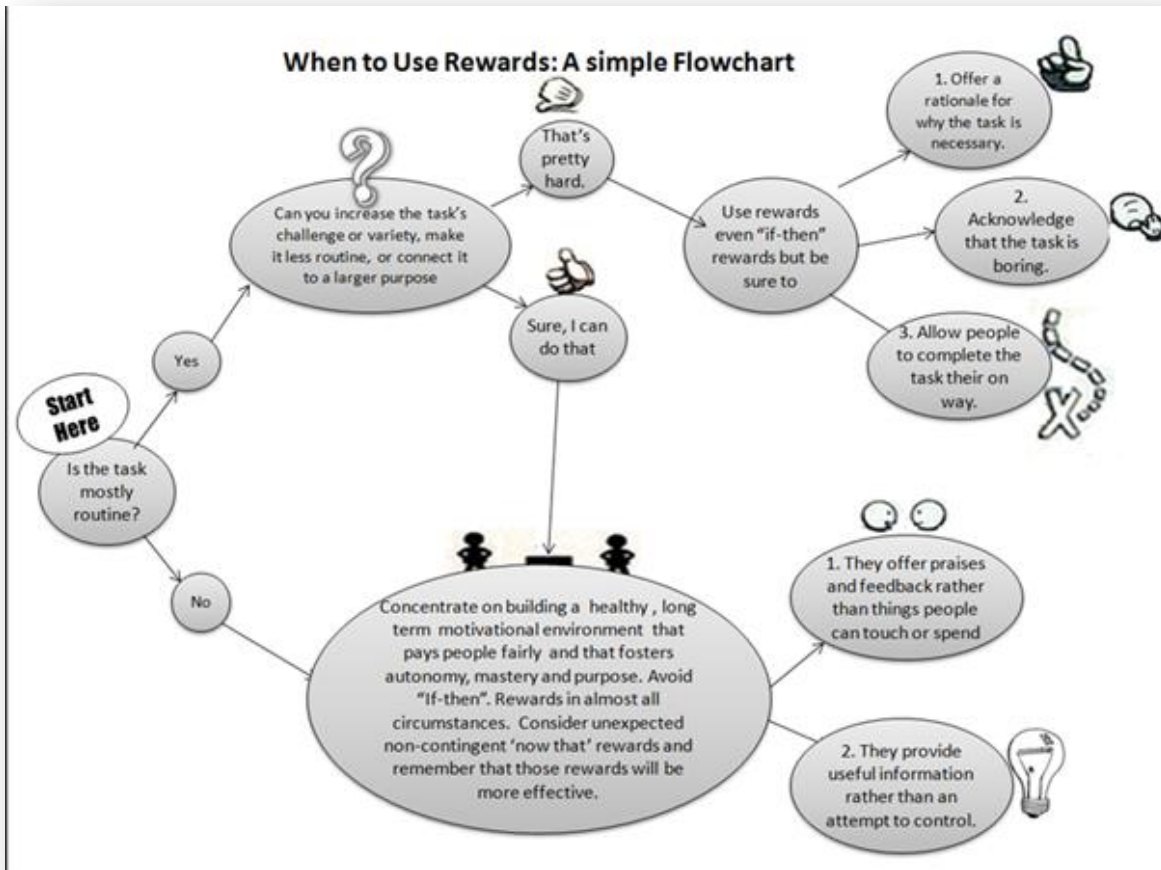 When to Use Rewards: A simple Flowchart
Start
Here
Is the task
mostly
routine?
Yes
Can you increase the task's
challenge or variety, make
it less routine, or connect it
to a larger purpose
That's
pretty
hard.
Use rewards
even "if-then"
rewards but be
sure to
1. Offer a
rationale for
why the task is
necessary.
2.
Acknowledge
that the task is
boring.
3. Allow people
to complete the
task their on
way.
Sure, I can
do that
No
Concentrate on building a healthy , long
term motivational environment that
pays people fairly and that fosters
autonomy, mastery and purpose. Avoid
"If-then". Rewards in almost all
circumstances. Consider unexpected
non-contingent 'now that' rewards and
remember that those rewards will be
more effective.
1. They offer praises
and feedback rather
than things people
can touch or spend
2. They provide
useful information
rather than an
attempt to control.